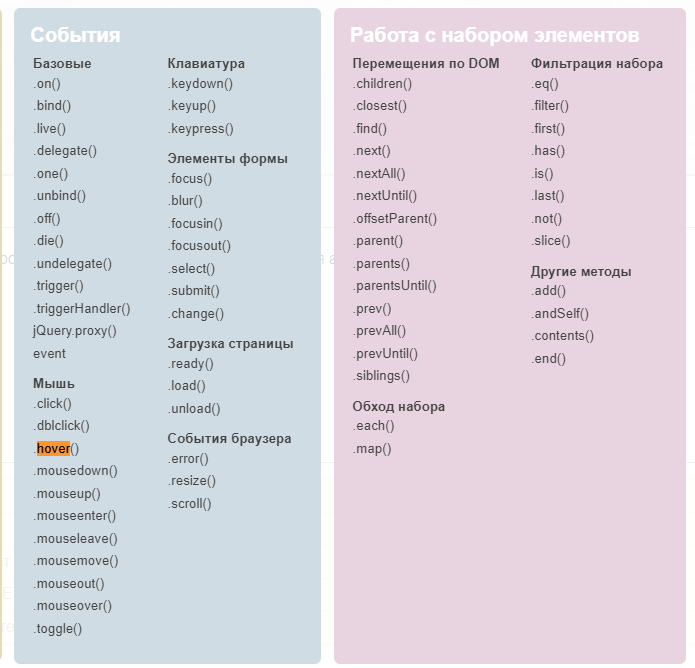 События
Базовые
.on()
.bind()
.live()
.delegate()
.one()
.unbind()
.off()
.die()
.undelegate()
.trigger()
.triggerHandler()
jQuery.proxy()
event
Мышь
.click()
.dblclick()
.hover()
.mousedown()
.mouseup()
.mouseenter()
.mouseleave()
.mousemove()
.mouseout()
.mouseover()
.toggle()
Клавиатура
.keydown()
.keyup()
.keypress()
Элементы формы
.focus()
.blur()
.focusin()
.focusout()
.select()
.submit()
.change()
Загрузка страницы
.ready()
.load()
.unload()
События браузера
.error()
.resize()
.scroll()
Работа с набором элементов
Перемещения по DOM
.children()
.closest()
.find()
.next()
.nextAll()
.nextUntil()
.offsetParent()
.parent()
.parents()
.parentsUntil()
.prev()
.prevAll()
.prevUntil()
.siblings()
Обход набора
.each()
.map()
Фильтрация набора
.eq()
.filter()
.first()
.has()
.is()
.last()
.not()
.slice()
Другие методы
.add()
.andSelf()
.contents()
.end()